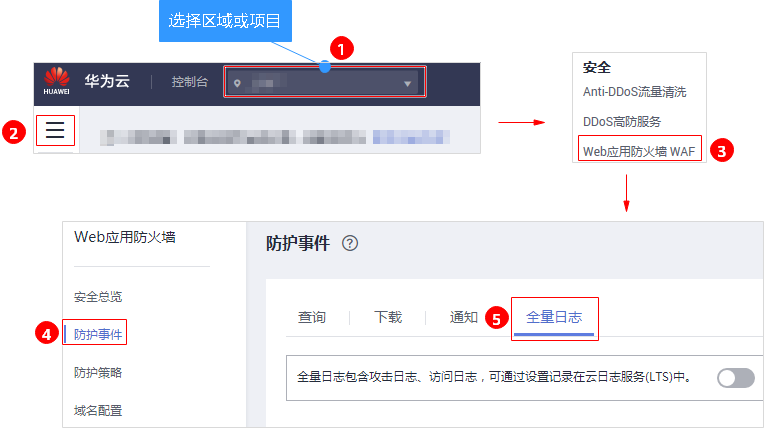 选择区域或项目
1
HUAWEI
华为云
控制台
2
安全
Anti-DDoS流量清洗
DDoS高防服务
Web应用防火墙 WAF
3
Web应用防火墙
安全总览
4
防护事件
防护策略
域名配置
防护事件 ?
查询
下载
通知
5
全量日志
全量日志包含攻击日志、访问日志，可通过设置记录在云日志服务(LTS)中。